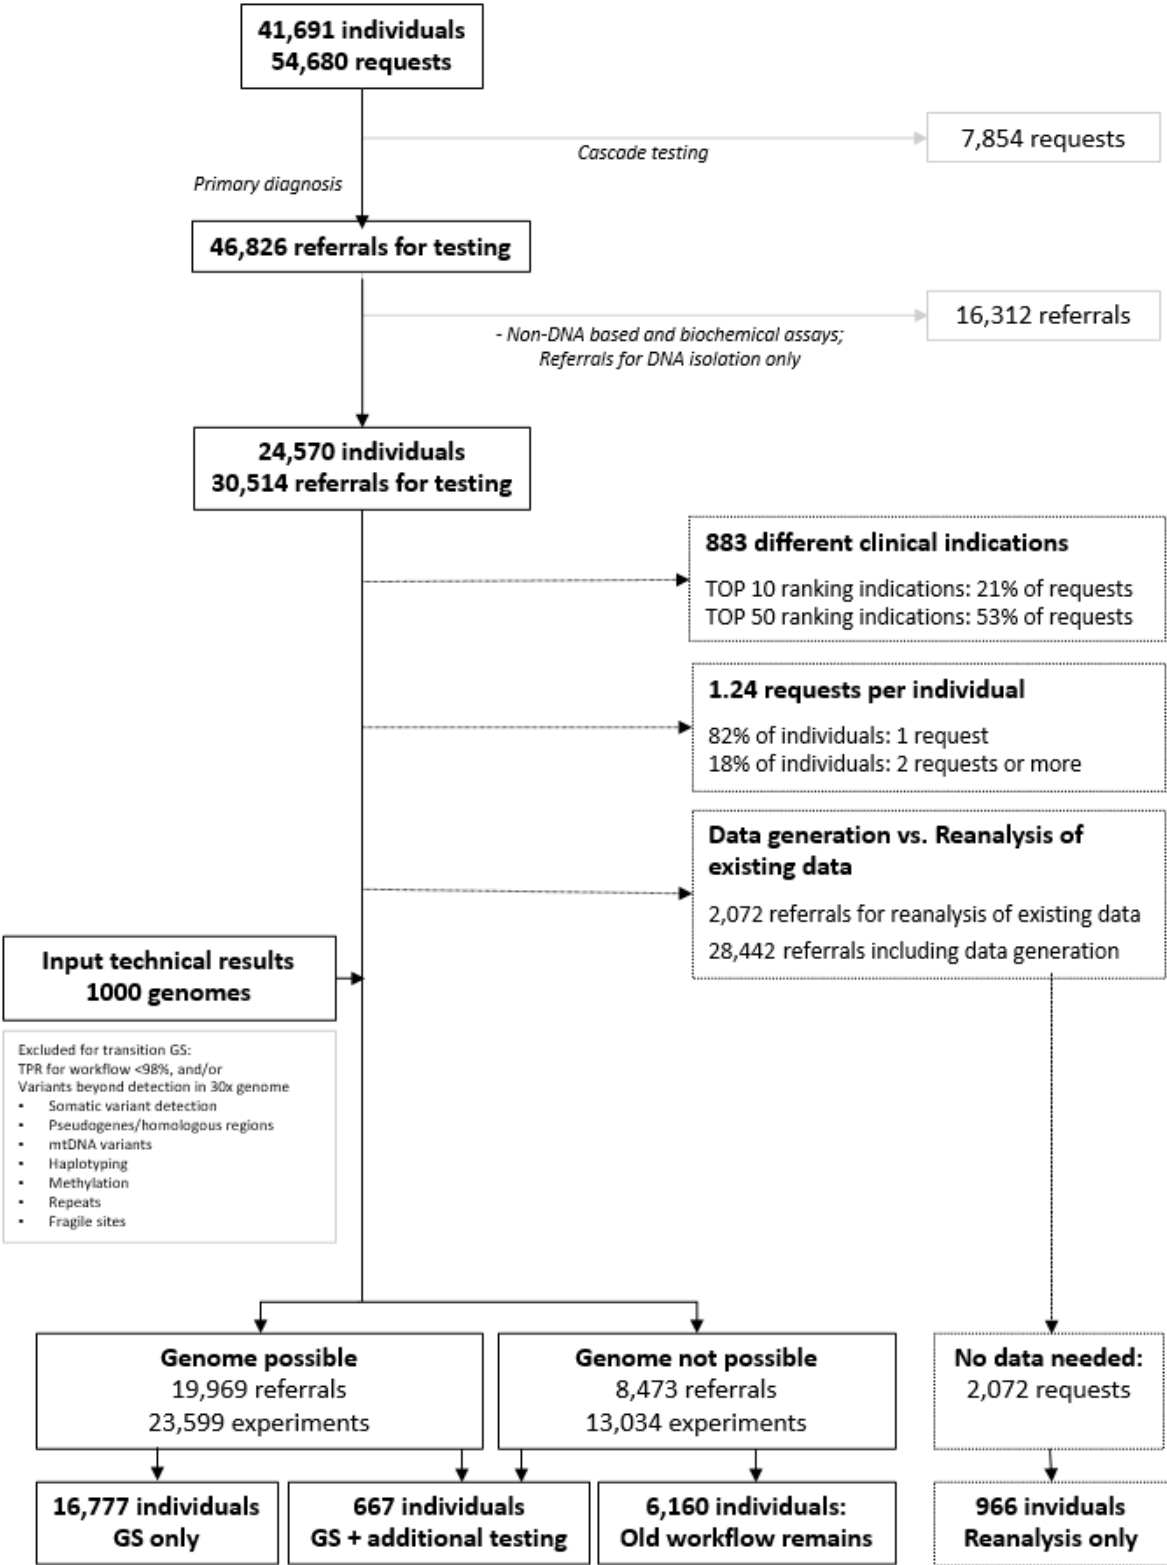 41,691 individuals
54,680 requests
7,854 requests
Cascade testing
Primary diagnosis
46,826 referrals for testing
16,312 referrals
- Non-DNA based and biochemical assays;
Referrals for DNA isolation only
24,570 individuals
30,514 referrals for testing
883 different clinical indications
TOP 10 ranking indications: 21% of requests
TOP 50 ranking indications: 53% of requests
1.24 requests per individual
82% of individuals: 1 request
18% of individuals: 2 requests or more
Data generation vs. Reanalysis of
existing data
2,072 referrals for reanalysis of existing data
28,442 referrals including data generation
Input technical results
1000 genomes
Excluded for transition GS:
TPR for workflow <98%, and/or
Variants beyond detection in 30x genome
▪ Somatic variant detection
▪ Pseudogenes/homologous regions
▪ mtDNA variants
▪ Haplotyping
▪ Methylation
▪ Repeats
▪ Fragile sites
Genome possible
19,969 referrals
23,599 experiments
Genome not possible
8,473 referrals
13,034 experiments
No data needed:
2,072 requests
16,777 individuals
GS only
667 individuals
GS + additional testing
6,160 individuals:
Old workflow remains
966 inviduals
Reanalysis only